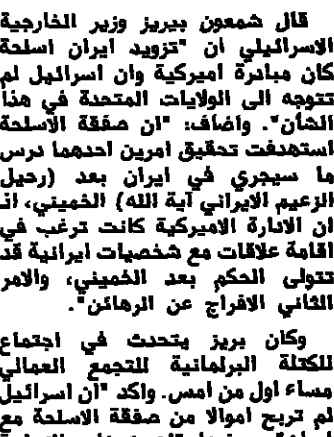 قال شمعون بيريز وزير الخارجية
الاسرائيلي ان "تزويد ايران اسلحة
كان مبادرة اميركية وان اسرائيل لم
تتوجه الى الولايات المتحدة في هذا
الشأن". واضاف: "ان صفقة الاسلحة
استهدفت تحقيق امرين احدهما درس
ما سيجري في ايران بعد (رحيل
الزعيم الايراني آية الله) الخميني، اذ
ان الادارة الاميركية كانت ترغب في
اقامة علاقات مع شخصيات ايرانية قد
تتولى الحكم بعد الخميني، والامر
الثاني الافراج عن الرهائن".
وكان بريز يتحدث في اجتماع
للكتلة البرلمانية للتجمع العمالي
مساء اول من امس. واكد "ان اسرائيل
لم تربح اموالا من صفقة الاسلحة مع